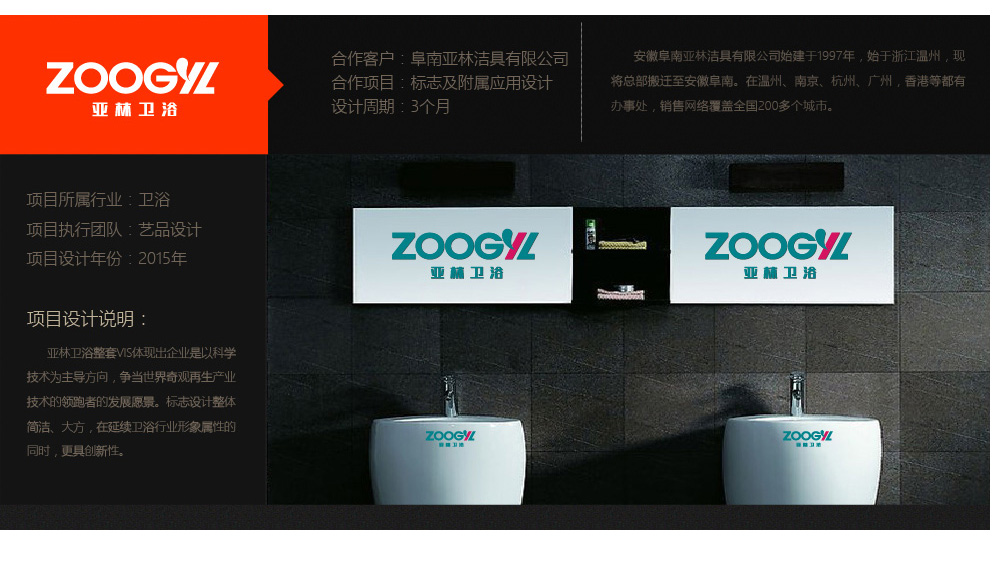 ZOOGYL
亚林卫浴
合作客户：阜南亚林洁具有限公司
合作项目：标志及附属应用设计
设计周期：3个月
安徽阜南亚林洁具有限公司始建于1997年，始于浙江温州，现
将总部搬迁至安徽阜南。在温州、南京、杭州、广州，香港等都有
办事处，销售网络覆盖全国200多个城市。
项目所属行业：卫浴
项目执行团队：艺品设计
项目设计年份：2015年
项目设计说明：
亚林卫浴整套VIS体现出企业是以科学
技术为主导方向，争当世界奇观再生产业
技术的领跑者的发展愿景。标志设计整体
简洁、大方，在延续卫浴行业形象属性的
同时，更具创新性。
ZOOGYL
亚林卫浴
ZOOGYL
亚林卫浴
ZOOGYL
亚林卫浴
ZOOGYL
亚林卫浴